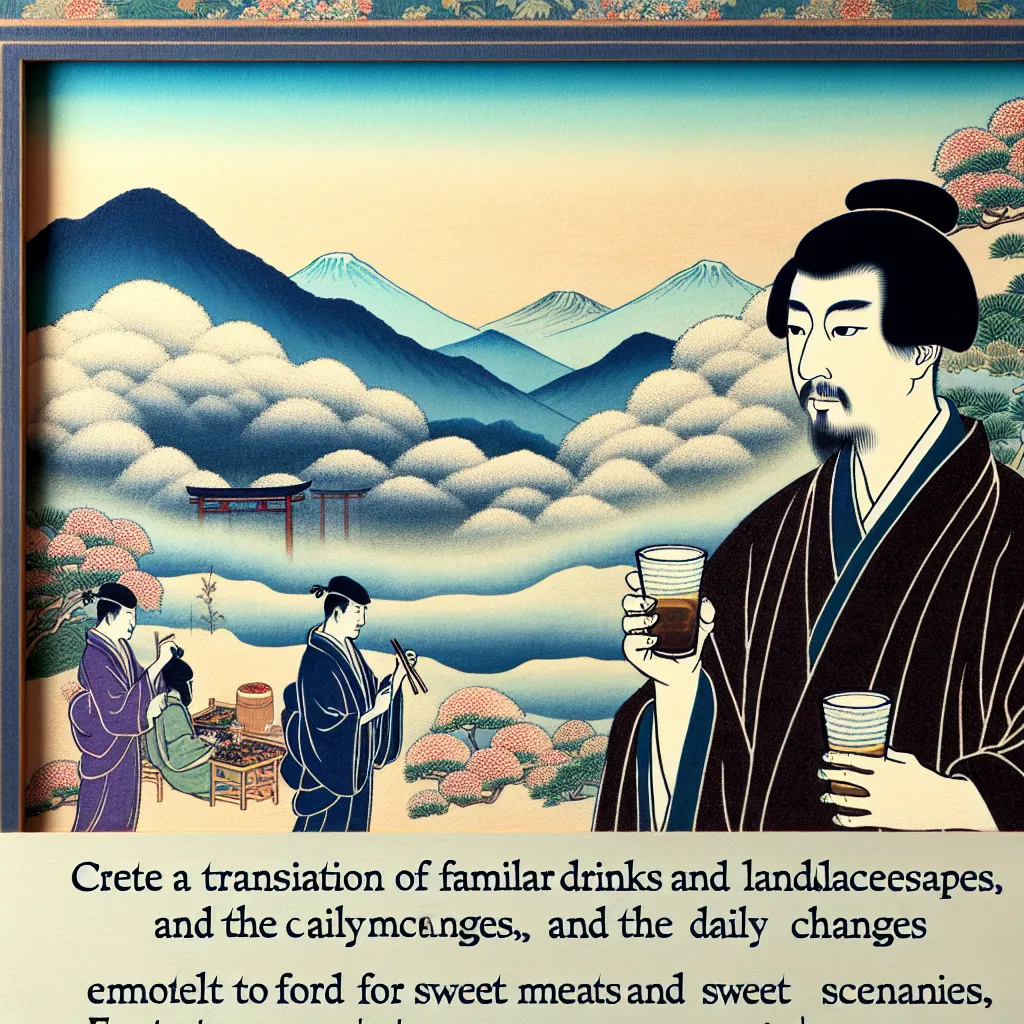 Crete a transiation of familar drinks and landllaceesapes,
and the cailymcanges,, and the daily changes
emotelt to ford for sweet meats and sweet scenanies,